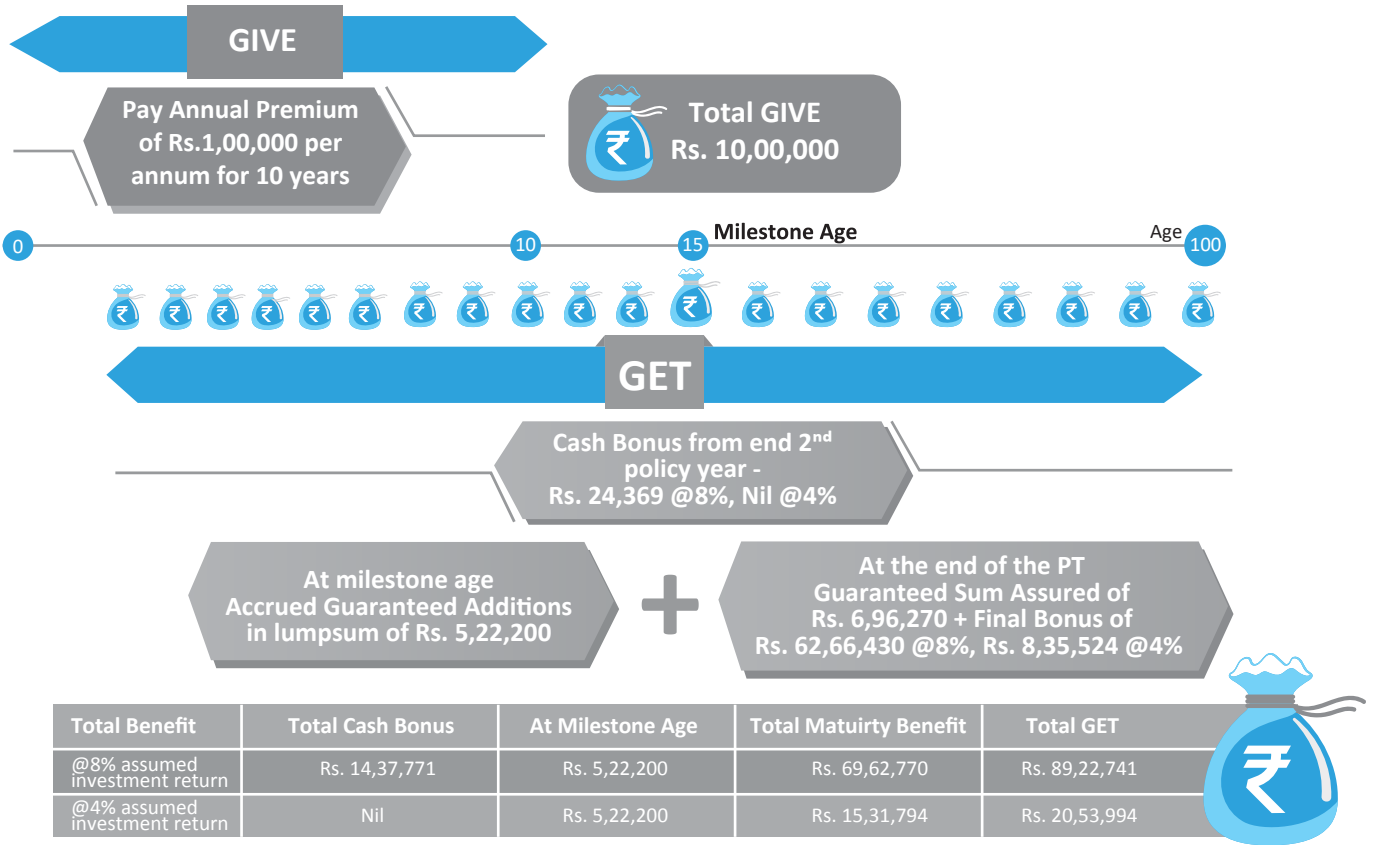 GIVE
Pay Annual Premium
of Rs.1,00,000 per
annum for 10 years
₹
Total GIVE
Rs. 10,00,000
0
10
15
Milestone Age
Age
100
₹ ₹ ₹ ₹ ₹ ₹ ₹ ₹ ₹ ₹ ₹ ₹ ₹ ₹ ₹ ₹ ₹ ₹ ₹ ₹
GET
Cash Bonus from end 2nd
policy year -
Rs. 24,369 @8%, Nil @4%
At milestone age
Accrued Guaranteed Additions
in lumpsum of Rs. 5,22,200
+
At the end of the PT
Guaranteed Sum Assured of
Rs. 6,96,270 + Final Bonus of
Rs. 62,66,430 @8%, Rs. 8,35,524 @4%
Total Benefit Total Cash Bonus At Milestone Age Total Matuirty Benefit Total GET
@8% assumed
investment return
Rs. 14,37,771 Rs. 5,22,200 Rs. 69,62,770 Rs. 89,22,741
@4% assumed
investment return
Nil Rs. 5,22,200 Rs. 15,31,794 Rs. 20,53,994
₹